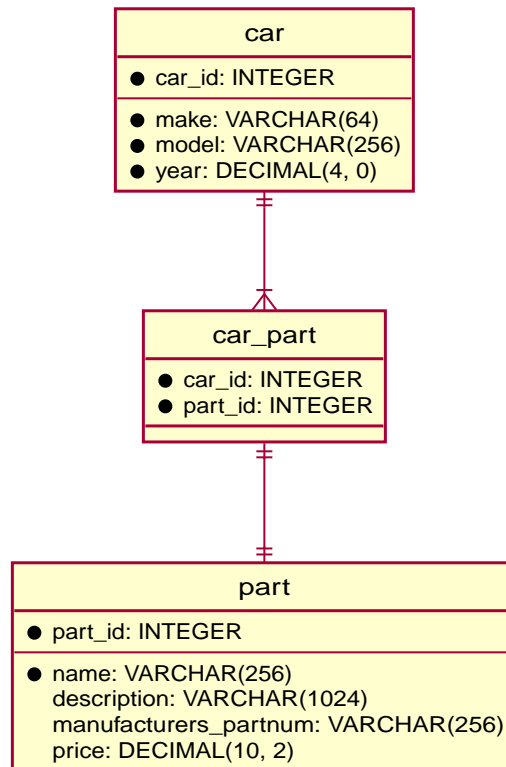 car
car_id: INTEGER
make: VARCHAR(64)
model: VARCHAR(256)
year: DECIMAL(4, 0)
car_part
car_id: INTEGER
part_id: INTEGER
part
part_id: INTEGER
name: VARCHAR(256)
description: VARCHAR(1024)
manufacturers_partnum: VARCHAR(256)
price: DECIMAL(10, 2)